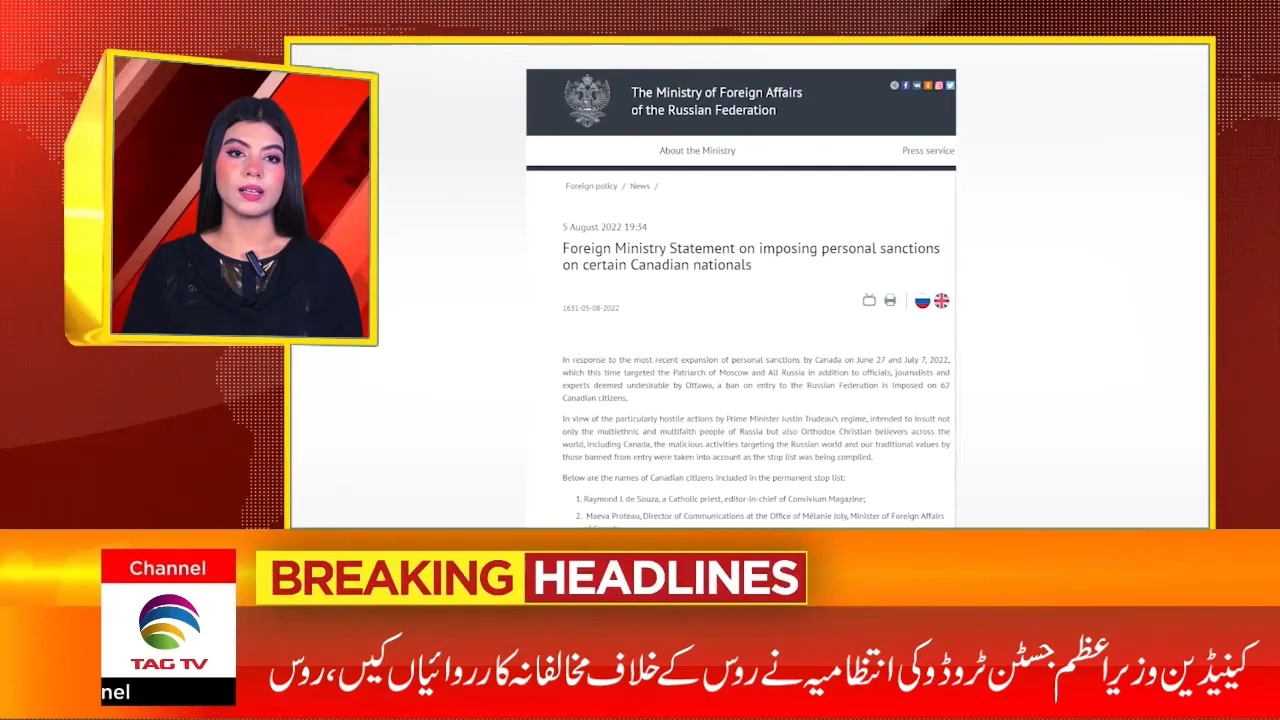 The Ministry of Foreign Affairs
of the Russian Federation
About the Ministry
Press service
Foreign policy / News /
5 August 2022 19:34
Foreign Ministry Statement on imposing personal sanctions
on certain Canadian nationals
1631-05-08-2022
In response to the most recent expansion of personal sanctions by Canada on June 27 and July 7, 2022,
which this time targeted the Patriarch of Moscow and All Russia in addition to officials, journalists and
experts deemed undesirable by Ottawa, a ban on entry to the Russian Federation is imposed on 62
Canadian citizens.
In view of the particularly hostile actions by Prime Minister Justin Trudeau's regime, intended to insult not
only the multiethnic and multifaith people of Russia but also Orthodox Christian believers across the
world, including Canada, the malicious activities targeting the Russian world and our traditional values by
those banned from entry were taken into account as the stop list was being compiled.
Below are the names of Canadian citizens included in the permanent stop list:
1. Raymond J. de Souza, a Catholic priest, editor-in-chief of Convivium Magazine;
2. Maeva Proteau, Director of Communications at the Office of Mélanie Joly, Minister of Foreign Affairs
Channel
TAG TV
nel
BREAKING HEADLINES
کینیڈین وزیراعظم جسٹن ٹروڈو کی انتظامیہ نے روس کے خلاف مخالفانہ کارروائیاں کیں، روس